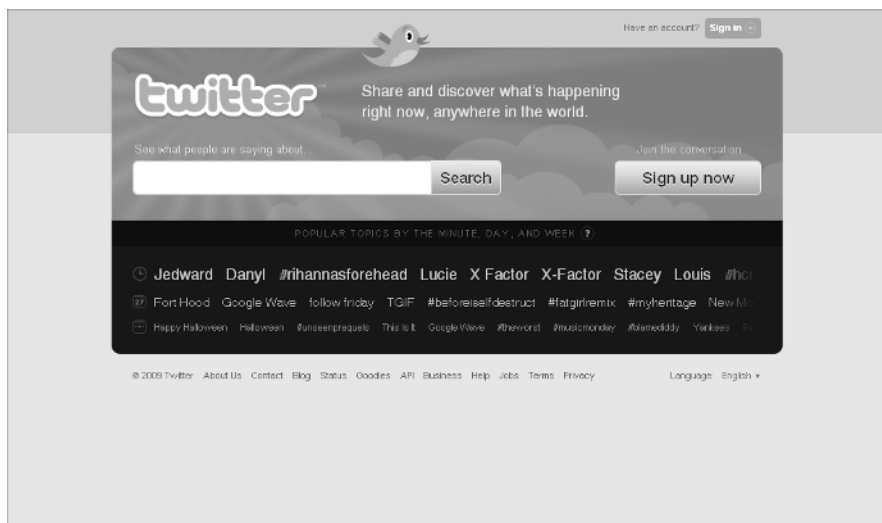 Have an account? Sign in
twitter
Share and discover what's happening
right now, anywhere in the world.
See what people are saying about...
Join the conversation
Search
Sign up now
POPULAR TOPICS BY THE MINUTE, DAY, AND WEEK ?
Jedward Danyl #rihannasforehead Lucie X Factor X-Factor Stacey Louis
27 Fort Hood Google Wave follow friday TGIF #beforeiselfdestruct #fatgirlremix #myheritage New
Happy Halloween Halloween #unseenprequels This Is It Google Wave #theworst #musicmonday #blamediddy Yankees
© 2009 Twitter About Us Contact Blog Status Goodies API Business Help Jobs Terms Privacy Language: English